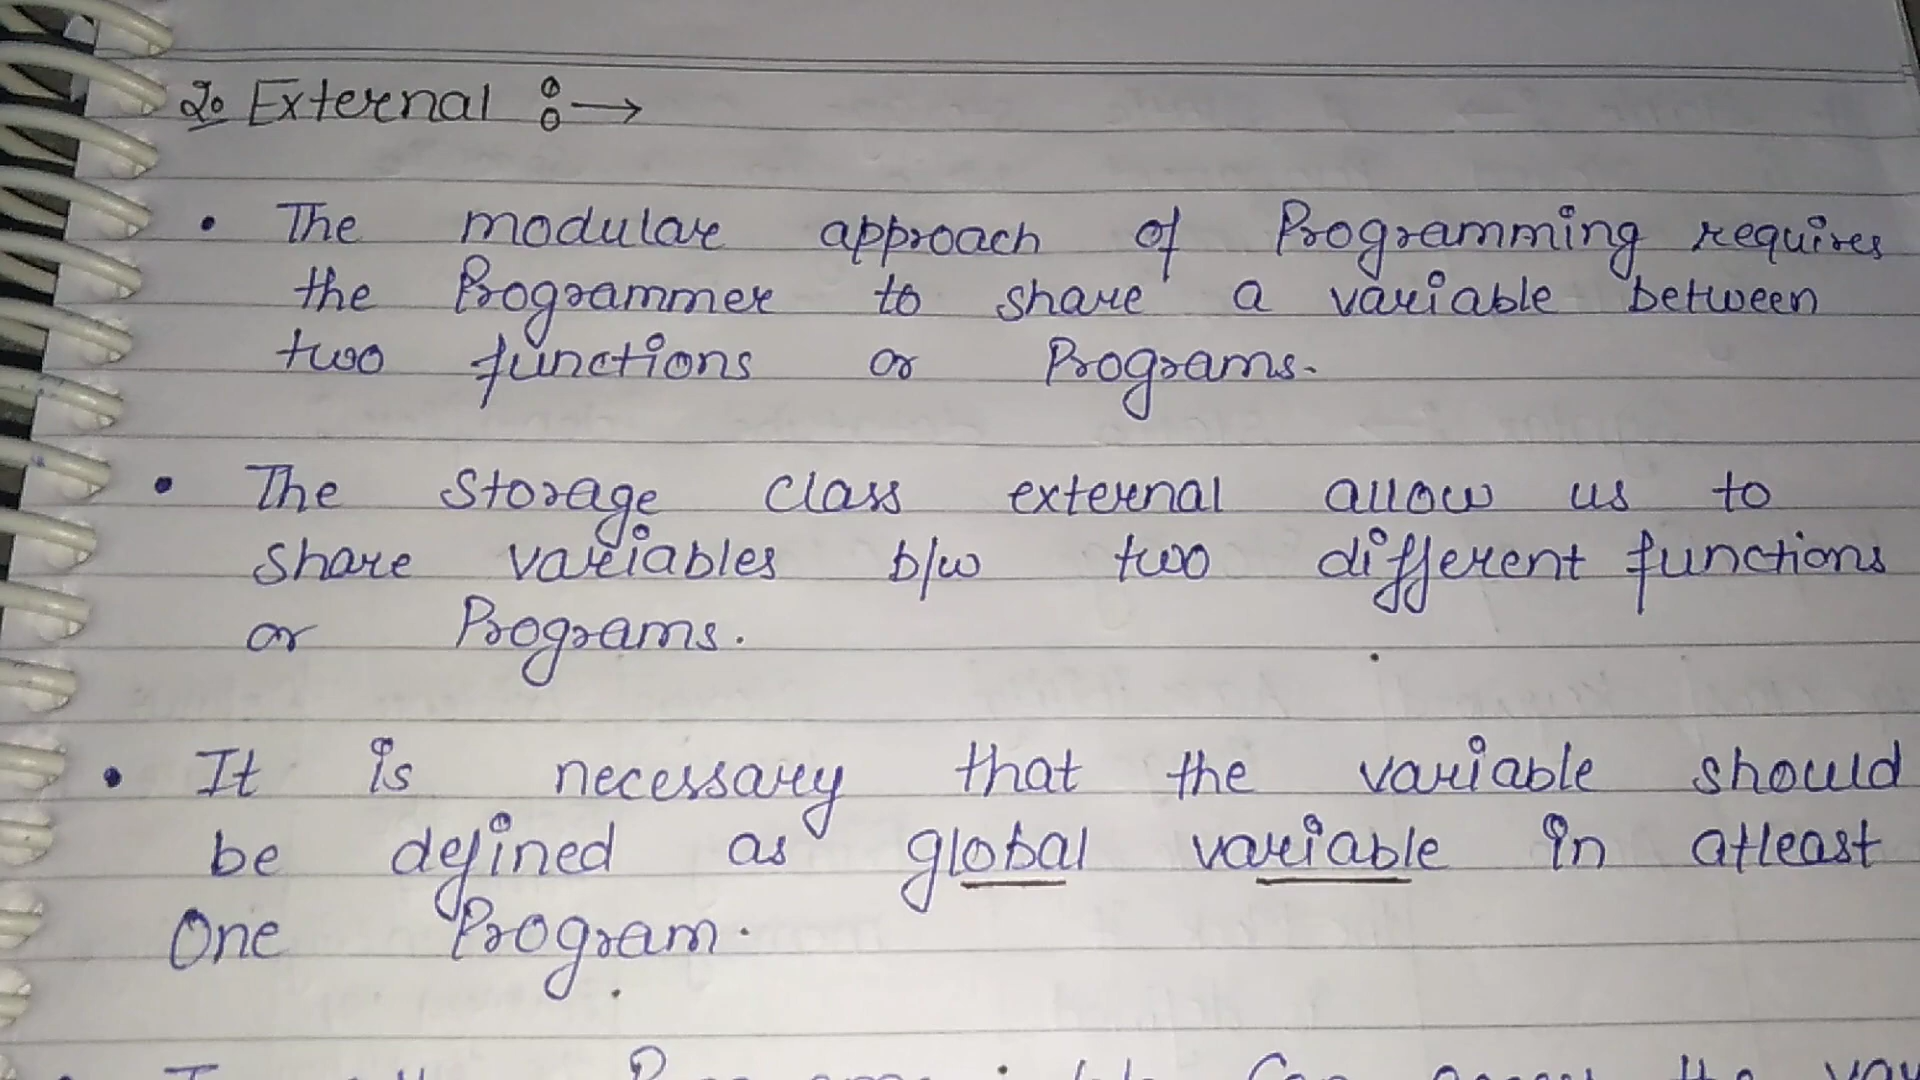 2. External :→
• The modular approach of Programming requires
the Programmer to share a variable between
two functions or Programs.
• The Storage class external allow us to
share variables b/w two different functions
or Programs.
• It is necessary that the variable should
be defined as global variable in atleast
One Program.